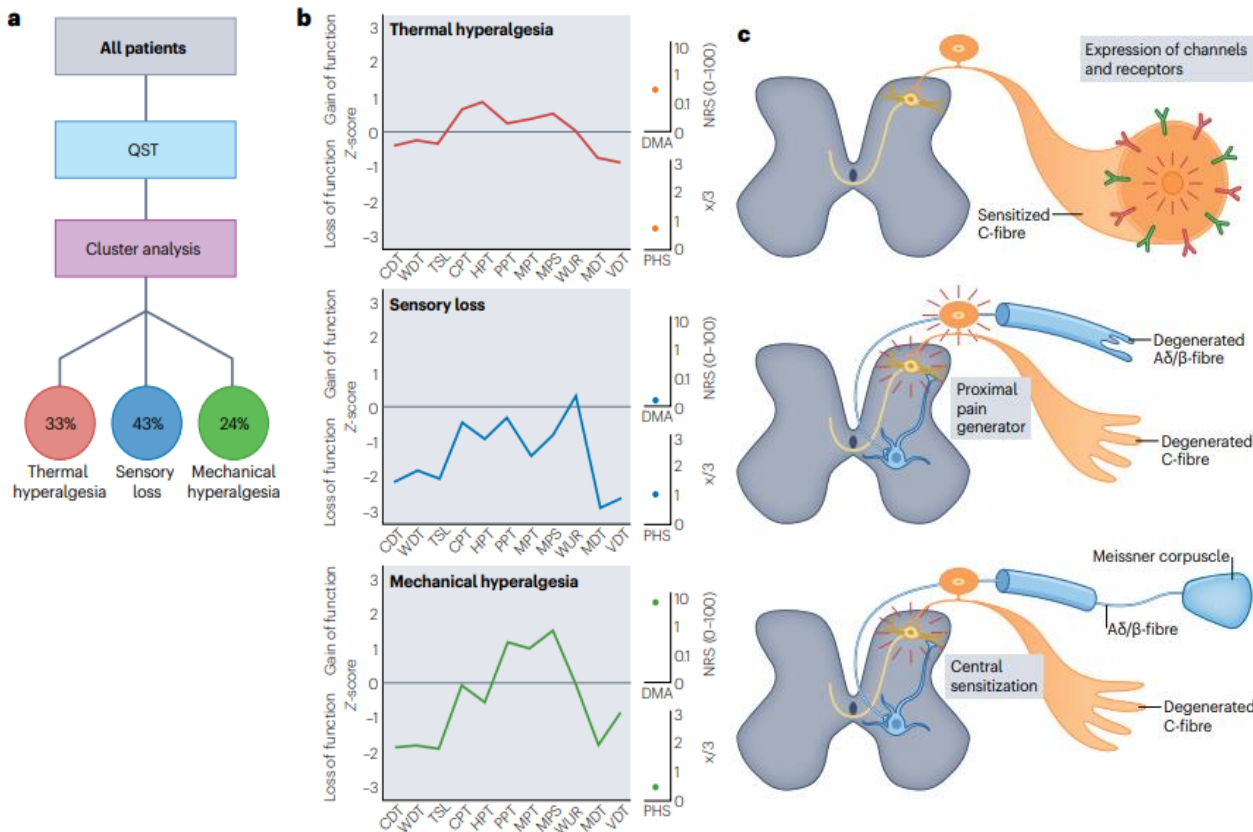 a
All patients
QST
Cluster analysis
33%
43%
24%
Thermal
hyperalgesia
Sensory
loss
Mechanical
hyperalgesia
b
Thermal hyperalgesia
Gain of function
Loss of function
Z-score
3
2
1
0
–1
–2
–3
CDT
WDT
TSL
CPT
HPT
PPT
MPT
MPS
WUR
MDT
VDT
10
1
0.1
0
DMA
NRS (0–100)
3
2
1
0
PHS
x/3
Sensory loss
Gain of function
Loss of function
Z-score
3
2
1
0
–1
–2
–3
CDT
WDT
TSL
CPT
HPT
PPT
MPT
MPS
WUR
MDT
VDT
10
1
0.1
0
DMA
NRS (0–100)
3
2
1
0
PHS
x/3
Mechanical hyperalgesia
Gain of function
Loss of function
Z-score
3
2
1
0
–1
–2
–3
CDT
WDT
TSL
CPT
HPT
PPT
MPT
MPS
WUR
MDT
VDT
10
1
0.1
0
DMA
NRS (0–100)
3
2
1
0
PHS
x/3
c
Expression of channels
and receptors
Sensitized
C-fibre
Degenerated
Aδ/β-fibre
Proximal
pain
generator
Degenerated
C-fibre
Meissner corpuscle
Aδ/β-fibre
Central
sensitization
Degenerated
C-fibre